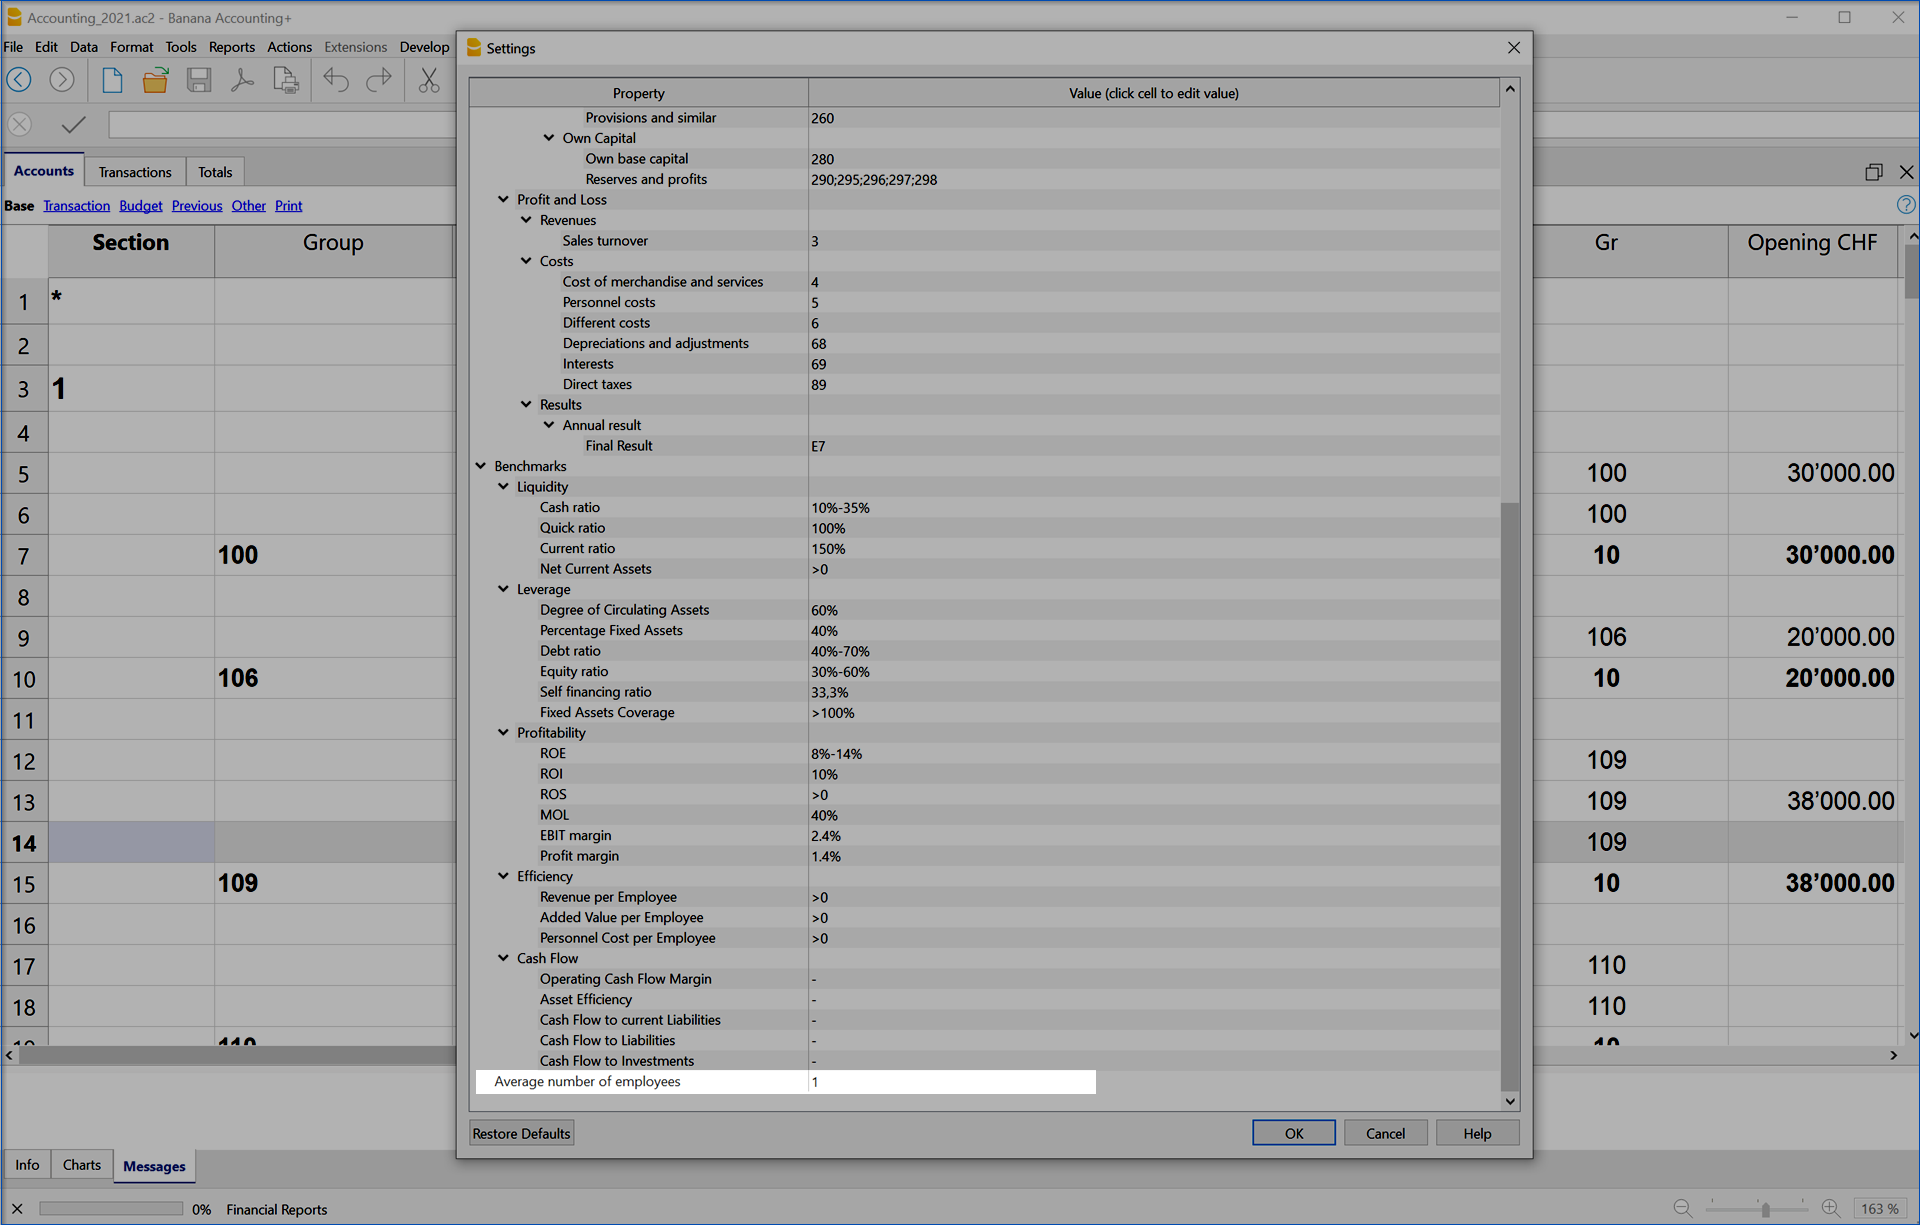 Accounting_2021.ac2 - Banana Accounting+
File Edit Data Format Tools Reports Actions Extensions Develop
Accounts Transactions Totals
Base Transaction Budget Previous Other Print
Section Group Gr Opening CHF
1 *
2
3 1
4
5 100 30’000.00
6 100
7 100 10 30’000.00
8
9 106 20’000.00
10 106 10 20’000.00
11
12 109
13 109 38’000.00
14 109
15 109 10 38’000.00
16
17 110
18 110
19 110 10
Info Charts Messages
0% Financial Reports
163 %
Settings
Property Value (click cell to edit value)
Provisions and similar 260
Own Capital
Own base capital 280
Reserves and profits 290;295;296;297;298
Profit and Loss
Revenues
Sales turnover 3
Costs
Cost of merchandise and services 4
Personnel costs 5
Different costs 6
Depreciations and adjustments 68
Interests 69
Direct taxes 89
Results
Annual result
Final Result E7
Benchmarks
Liquidity
Cash ratio 10%-35%
Quick ratio 100%
Current ratio 150%
Net Current Assets >0
Leverage
Degree of Circulating Assets 60%
Percentage Fixed Assets 40%
Debt ratio 40%-70%
Equity ratio 30%-60%
Self financing ratio 33,3%
Fixed Assets Coverage >100%
Profitability
ROE 8%-14%
ROI 10%
ROS >0
MOL 40%
EBIT margin 2.4%
Profit margin 1.4%
Efficiency
Revenue per Employee >0
Added Value per Employee >0
Personnel Cost per Employee >0
Cash Flow
Operating Cash Flow Margin -
Asset Efficiency -
Cash Flow to current Liabilities -
Cash Flow to Liabilities -
Cash Flow to Investments -
Average number of employees 1
Restore Defaults OK Cancel Help